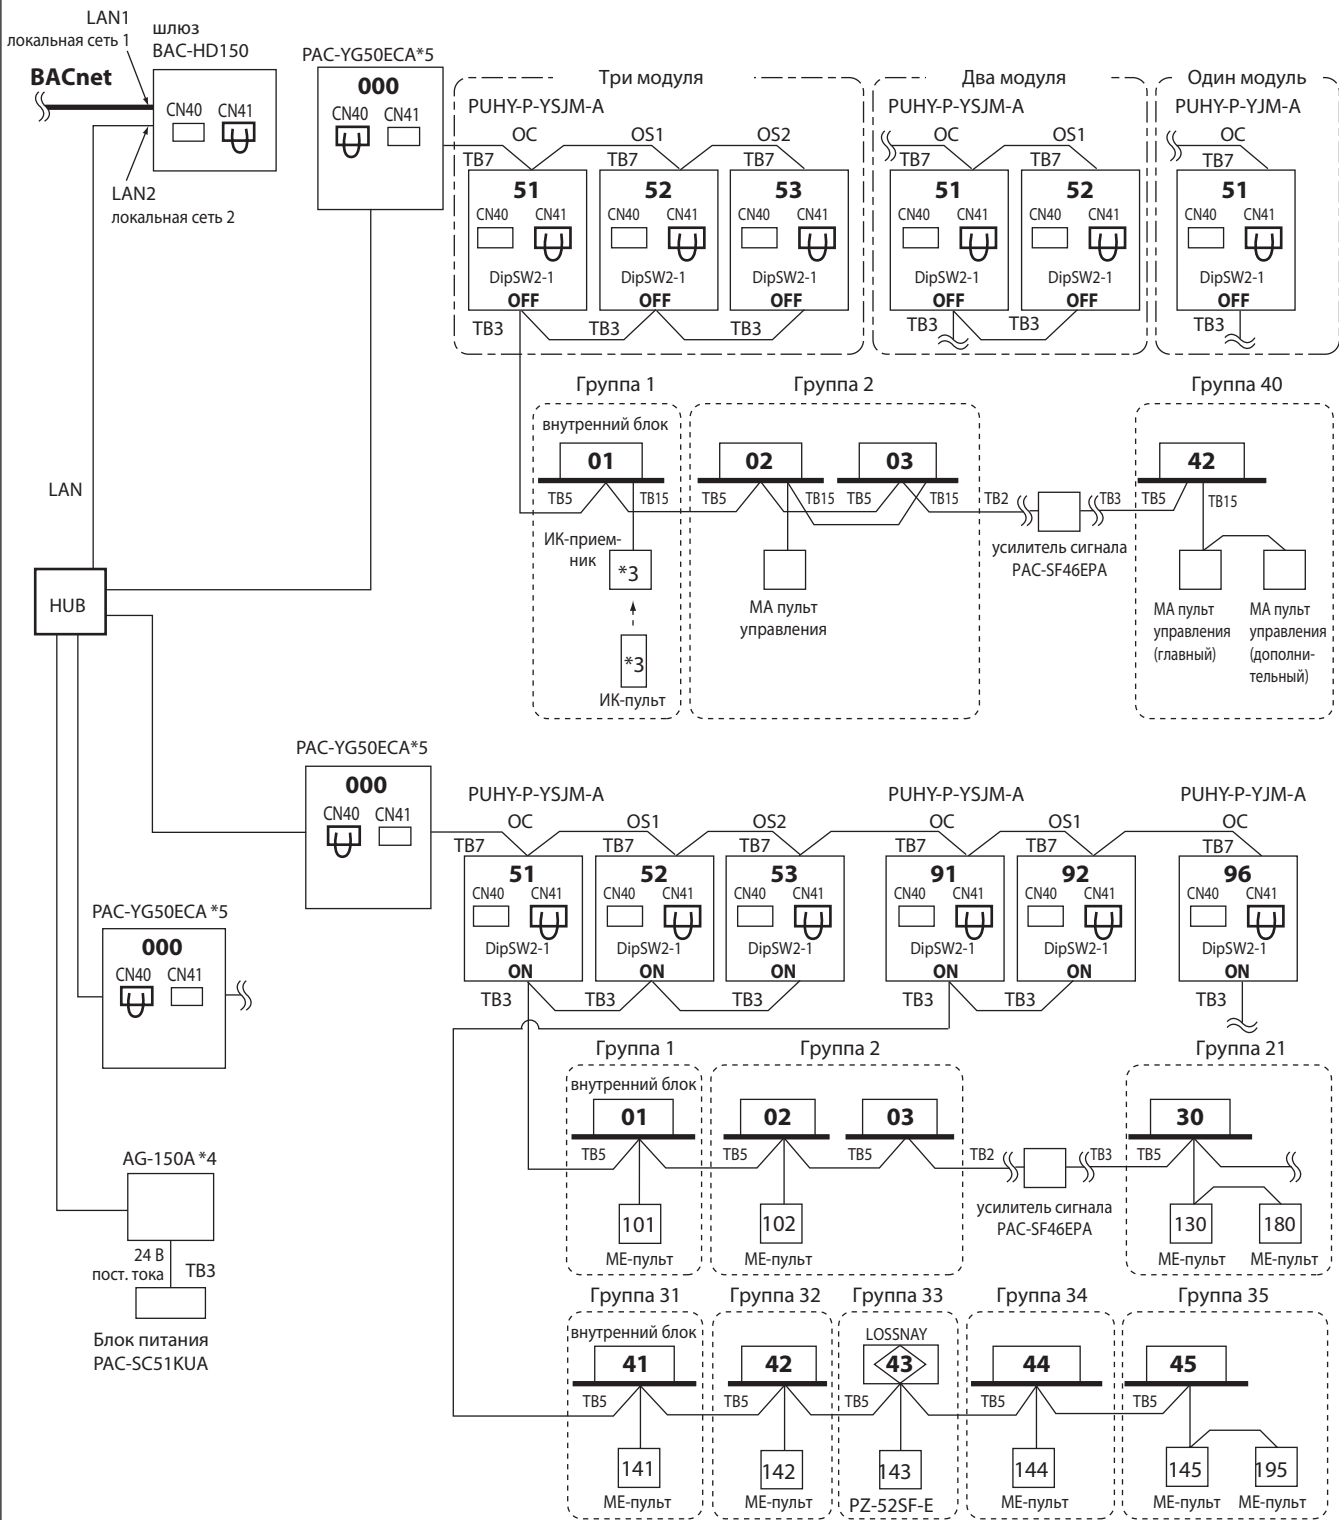 LAN1
локальная сеть 1
шлюз
BAC-HD150
BACnet
CN40 CN41
LAN2
локальная сеть 2
PAC-YG50ECA*5
000
CN40 CN41
Три модуля
PUHY-P-YSJM-A
OC OS1 OS2
TB7 TB7 TB7
51 52 53
CN40 CN41 CN40 CN41 CN40 CN41
DipSW2-1 DipSW2-1 DipSW2-1
OFF OFF OFF
TB3 TB3 TB3
Два модуля
PUHY-P-YSJM-A
OC OS1
TB7 TB7
51 52
CN40 CN41 CN40 CN41
DipSW2-1 DipSW2-1
OFF OFF
TB3 TB3
Один модуль
PUHY-P-YJM-A
OC
TB7
51
CN40 CN41
DipSW2-1
OFF
TB3
Группа 1
внутренний блок
01
TB5 TB15
ИК-прием-
ник
*3
*3
ИК-пульт
Группа 2
02 03
TB5 TB15 TB5 TB15
МА пульт
управления
TB2 TB3
усилитель сигнала
PAC-SF46EPA
Группа 40
42
TB5 TB15
МА пульт
управления
(главный)
МА пульт
управления
(дополни-
тельный)
LAN
HUB
PAC-YG50ECA*5
000
CN40 CN41
PUHY-P-YSJM-A
OC OS1 OS2
TB7 TB7 TB7
51 52 53
CN40 CN41 CN40 CN41 CN40 CN41
DipSW2-1 DipSW2-1 DipSW2-1
ON ON ON
TB3 TB3 TB3
PUHY-P-YSJM-A
OC OS1
TB7 TB7
91 92
CN40 CN41 CN40 CN41
DipSW2-1 DipSW2-1
ON ON
TB3 TB3
PUHY-P-YJM-A
OC
TB7
96
CN40 CN41
DipSW2-1
ON
TB3
PAC-YG50ECA *5
000
CN40 CN41
AG-150A *4
24 В
пост. тока
TB3
Блок питания
PAC-SC51KUA
Группа 1
внутренний блок
01
TB5
101
МЕ-пульт
Группа 2
02 03
TB5 TB5
102
МЕ-пульт
TB2 TB3
усилитель сигнала
PAC-SF46EPA
Группа 21
30
TB5
130 180
МЕ-пульт МЕ-пульт
Группа 31
внутренний блок
41
TB5
141
МЕ-пульт
Группа 32
42
TB5
142
МЕ-пульт
Группа 33
LOSSNAY
43
TB5
143
PZ-52SF-E
Группа 34
44
TB5
144
МЕ-пульт
Группа 35
45
TB5
145 195
МЕ-пульт МЕ-пульт